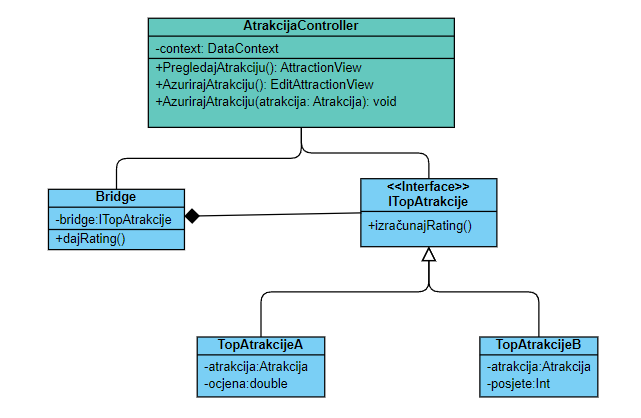 AtrakcijaController
-context: DataContext
+PregledajAtrakciju(): AttractionView
+AzurirajAtrakciju(): EditAttractionView
+AzurirajAtrakciju(atrakcija: Atrakcija): void
Bridge
-bridge:ITopAtrakcije
+dajRating()
<<Interface>>
ITopAtrakcije
+izračunajRating()
TopAtrakcijeA
-atrakcija:Atrakcija
-ocjena:double
TopAtrakcijeB
-atrakcija:Atrakcija
-posjete:Int